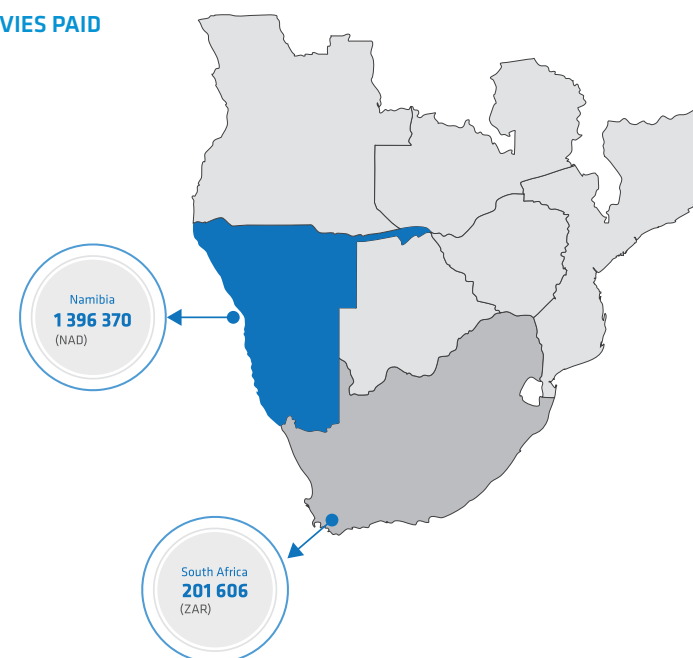 VIES PAID
Namibia
1 396 370
(NAD)
South Africa
201 606
(ZAR)